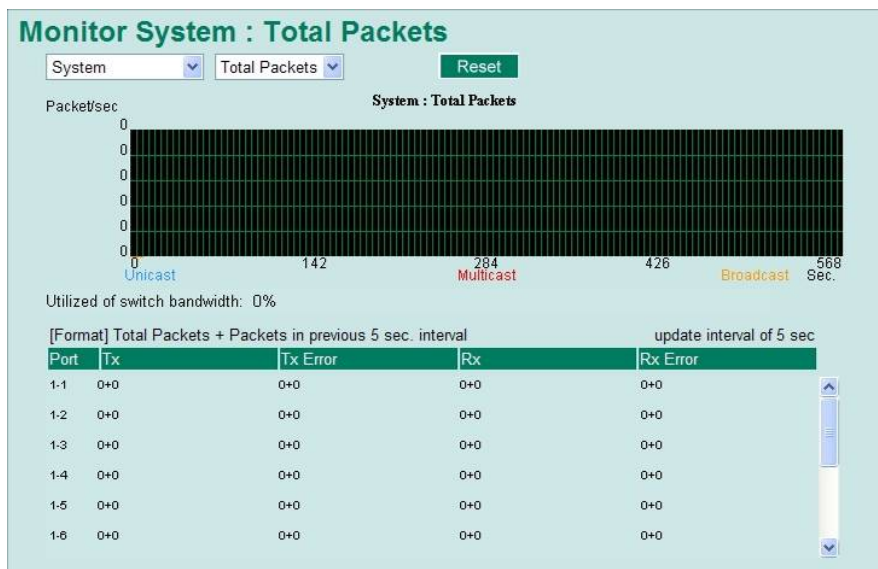 Monitor System : Total Packets
System Total Packets Reset
Packet/sec System : Total Packets
0
0
0
0
0
0
0 142 284 426 568
Unicast Multicast Broadcast Sec.
Utilized of switch bandwidth: 0%
[Format] Total Packets + Packets in previous 5 sec. interval update interval of 5 sec
Port Tx Tx Error Rx Rx Error
1-1 0+0 0+0 0+0 0+0
1-2 0+0 0+0 0+0 0+0
1-3 0+0 0+0 0+0 0+0
1-4 0+0 0+0 0+0 0+0
1-5 0+0 0+0 0+0 0+0
1-6 0+0 0+0 0+0 0+0